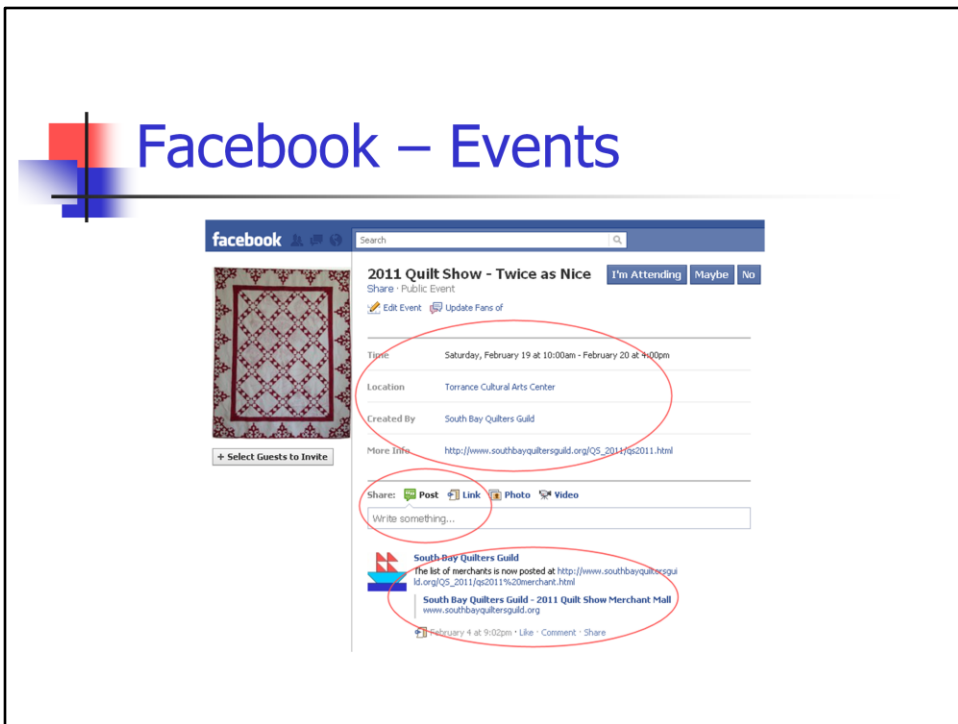 Facebook – Events
facebook
Search
2011 Quilt Show - Twice as Nice
I'm Attending Maybe No
Share · Public Event
Edit Event Update Fans of
Time Saturday, February 19 at 10:00am - February 20 at 4:00pm
Location Torrance Cultural Arts Center
Created By South Bay Quilters Guild
More Info http://www.southbayquiltersguild.org/QS_2011/qs2011.html
+ Select Guests to Invite
Share: Post Link Photo Video
Write something...
South Bay Quilters Guild
The list of merchants is now posted at http://www.southbayquiltersgui
ld.org/QS_2011/qs2011%20merchant.html
South Bay Quilters Guild - 2011 Quilt Show Merchant Mall
www.southbayquiltersguild.org
February 4 at 9:02pm · Like · Comment · Share